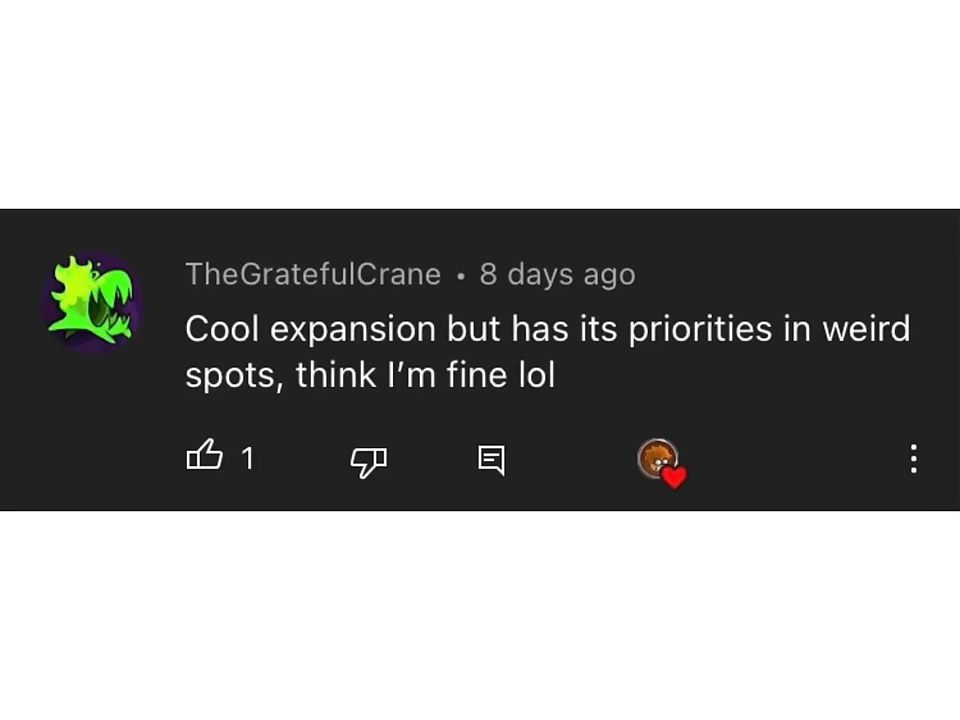 TheGratefulCrane • 8 days ago
Cool expansion but has its priorities in weird
spots, think I’m fine lol
1